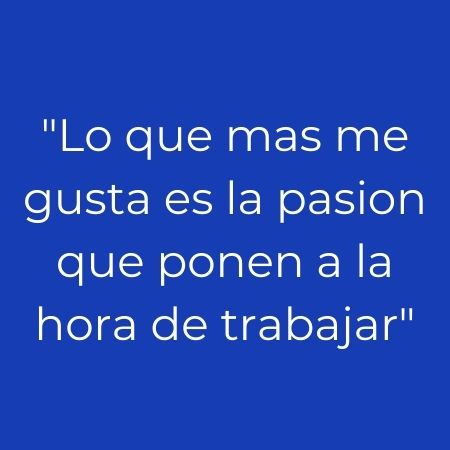 "Lo que mas me
gusta es la pasion
que ponen a la
hora de trabajar"